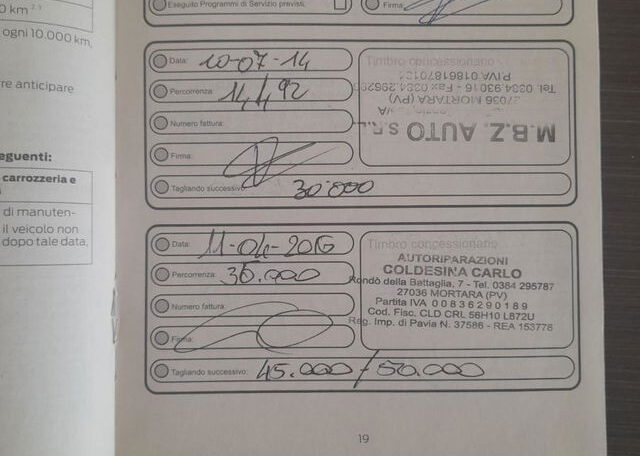 0 km 2, 3
ogni 10.000 km,
re anticipare
eguenti:
carrozzeria e
di manuten-
il veicolo non
dopo tale data,
Eseguito Programmi di Servizio previsti,
Firma:
Data: 10-07-14
Percorrenza:
Numero fattura:
Firma:
Tagliando successivo: 30.000
Timbro concessionario
M.B.Z. AUTO s.r.l.
27036 MORTARA (PV)
Tel. 0384 93016 - Fax 0384
P.IVA
Data: 11-04-2016
Percorrenza: 36.000
Numero fattura:
Firma:
Tagliando successivo: 45.000/50.000
Timbro concessionario
AUTORIPARAZIONI
COLDESINA CARLO
Rondò della Battaglia, 7 - Tel. 0384 295787
27036 MORTARA (PV)
Partita IVA 00836290189
Cod. Fisc. CLD CRL 56H10 L872U
Reg. Imp. di Pavia N. 37586 - REA 153778
19